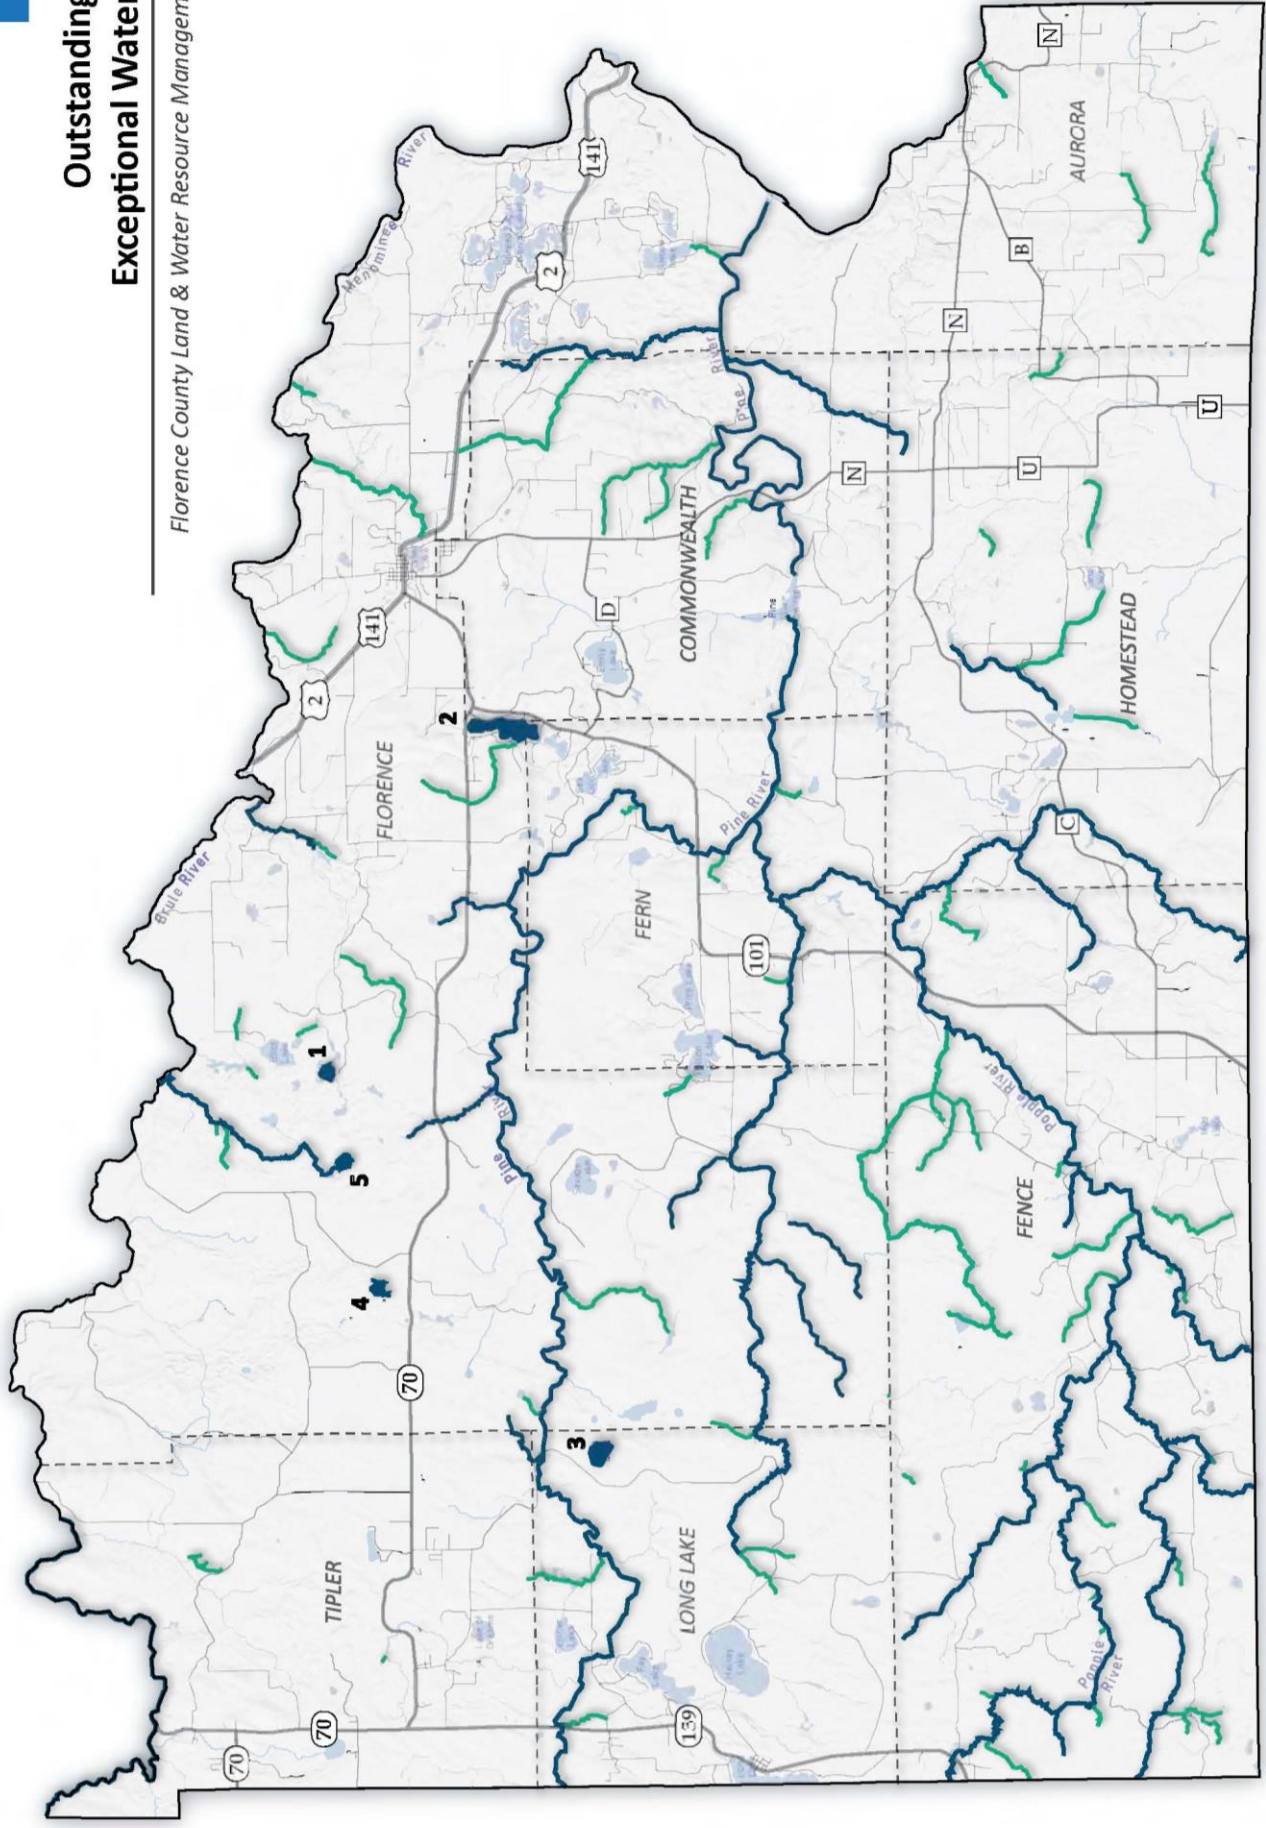 Outstanding
Exceptional Water
Florence County Land & Water Resource Managem
Menominee River
Brule River
2
141
141
2
2
1
5
4
3
70
70
70
139
101
D
N
N
N
B
U
U
C
TIPLER
FLORENCE
LONG LAKE
FERN
COMMONWEALTH
AURORA
FENCE
HOMESTEAD
Pine River
Pine River
Pine River
Pine
Popple River
Popple River